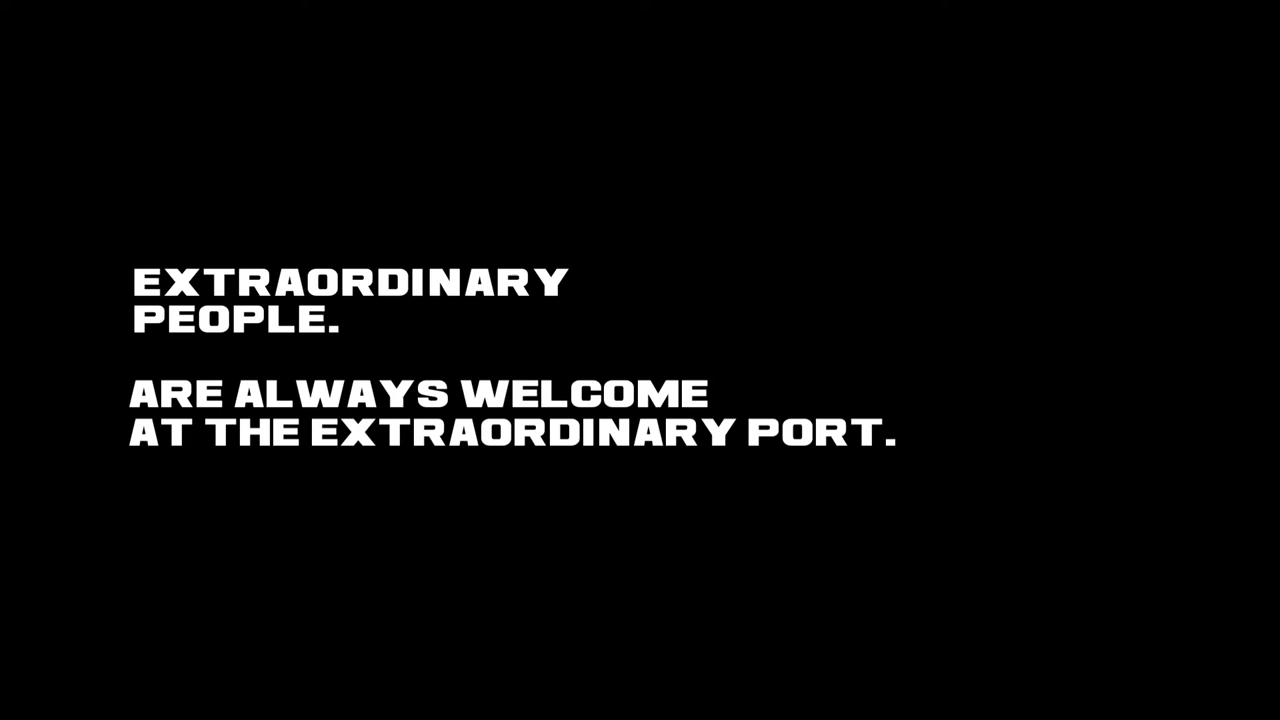 EXTRAORDINARY
PEOPLE.
ARE ALWAYS WELCOME
AT THE EXTRAORDINARY PORT.